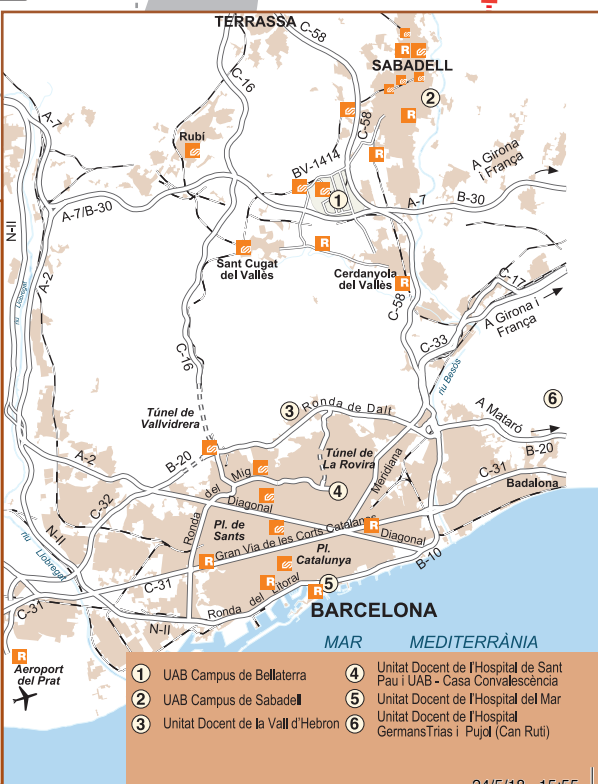 TERRASSA
C-58
SABADELL
C-16
A-7
2
Rubí
C-58
BV-1414
A Girona
i França
1
A-7
B-30
A-7/B-30
N-II
A-2
Sant Cugat
del Vallès
Cerdanyola
del Vallès
C-58
C-17
A Girona i
França
riu Llobregat
C-33
C-16
riu Besós
Túnel de
Vallvidrera
3
Ronda de Dalt
6
A Mataró
B-20
B-20
A-2
Ronda del Mig
Túnel de
La Rovira
Meridiana
C-31
4
Badalona
C-32
Diagonal
Pl. de
Sants
Gran Via de les Corts Catalanes
Diagonal
N-II
riu Llobregat
Pl.
Catalunya
B-10
C-31
5
C-31
Ronda del Litoral
N-II
BARCELONA
MAR MEDITERRÀNIA
Aeroport
del Prat
1 UAB Campus de Bellaterra
2 UAB Campus de Sabadell
3 Unitat Docent de la Vall d'Hebron
4 Unitat Docent de l'Hospital de Sant
Pau i UAB - Casa Convalescència
5 Unitat Docent de l'Hospital del Mar
6 Unitat Docent de l'Hospital
GermansTrias i Pujol (Can Ruti)